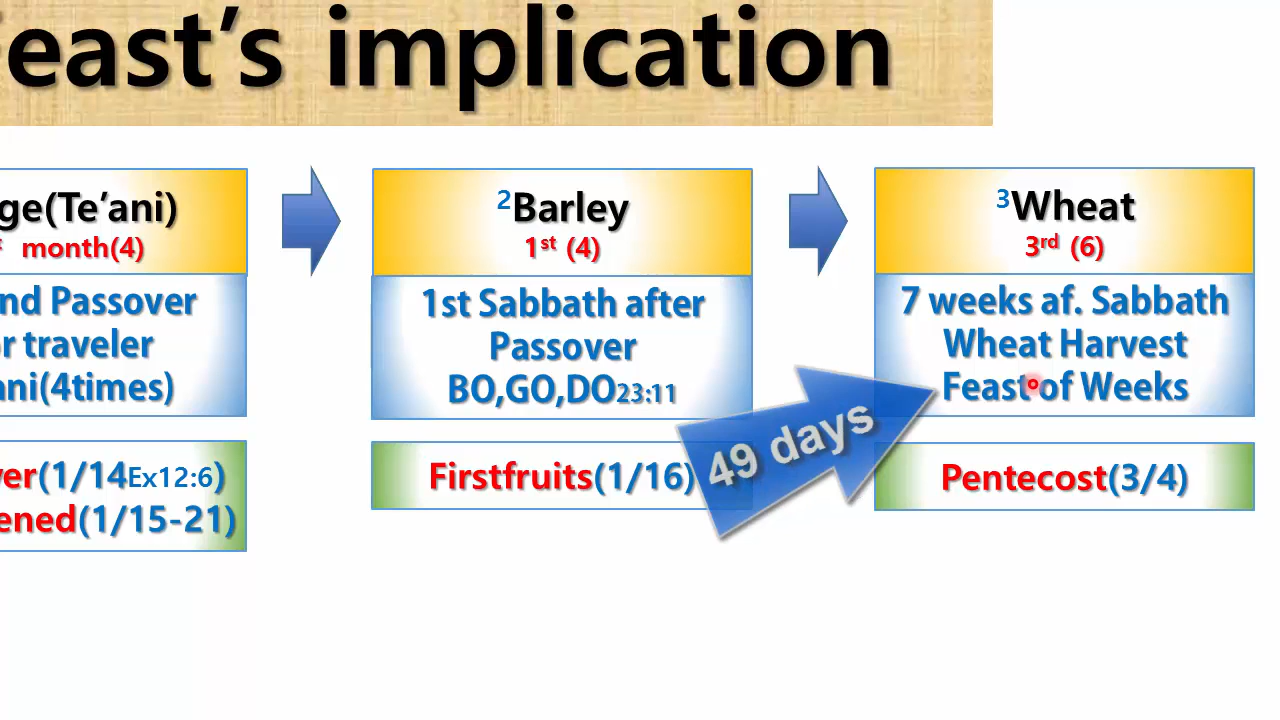 east's implication
ge(Te'ani)
month(4)
nd Passover
r traveler
ani(4times)
ver(1/14Ex12:6)
ened(1/15-21)
2Barley
1st (4)
1st Sabbath after
Passover
BO,GO,DO23:11
Firstfruits(1/16)
49 days
3Wheat
3rd (6)
7 weeks af. Sabbath
Wheat Harvest
Feast of Weeks
Pentecost(3/4)